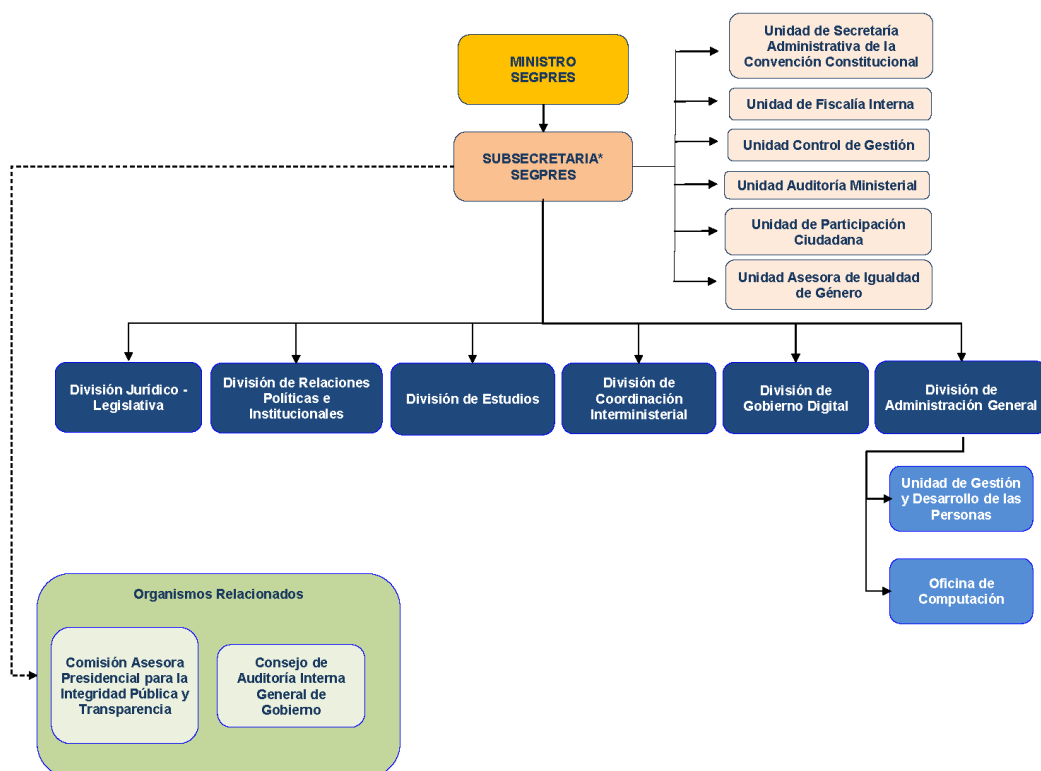 MINISTRO
SEGPRES
SUBSECRETARIA*
SEGPRES
Unidad de Secretaría
Administrativa de la
Convención Constitucional
Unidad de Fiscalía Interna
Unidad Control de Gestión
Unidad Auditoría Ministerial
Unidad de Participación
Ciudadana
Unidad Asesora de Igualdad
de Género
División Jurídico -
Legislativa
División de Relaciones
Políticas e
Institucionales
División de Estudios
División de
Coordinación
Interministerial
División de
Gobierno Digital
División de
Administración General
Unidad de Gestión
y Desarrollo de las
Personas
Oficina de
Computación
Organismos Relacionados
Comisión Asesora
Presidencial para la
Integridad Pública y
Transparencia
Consejo de
Auditoría Interna
General de
Gobierno